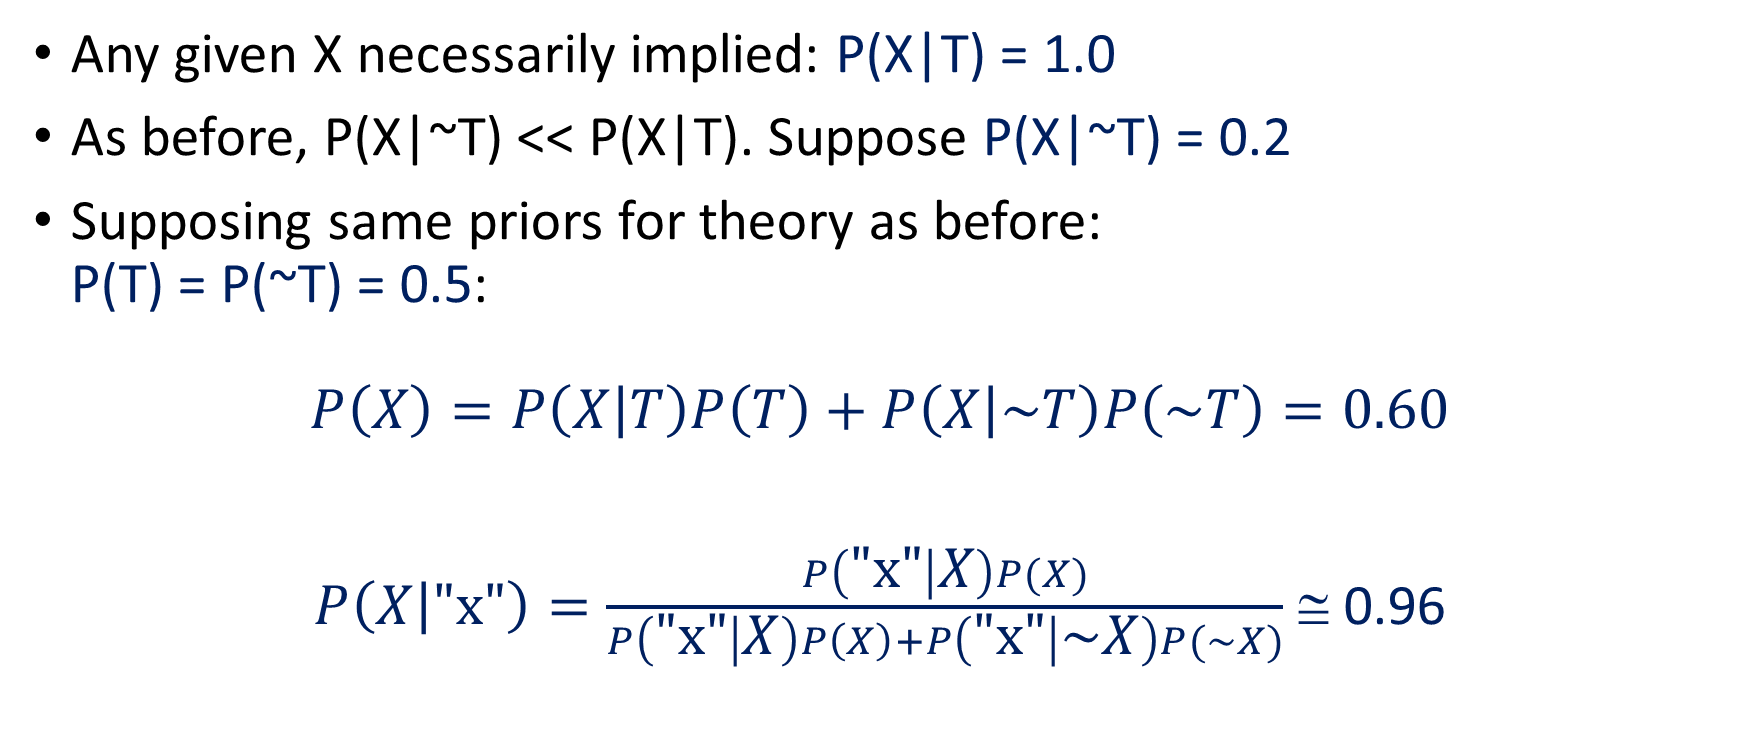 • Any given X necessarily implied: P(X|T) = 1.0
• As before, P(X|~T) << P(X|T). Suppose P(X|~T) = 0.2
• Supposing same priors for theory as before:
P(T) = P(~T) = 0.5:
P(X) = P(X|T)P(T) + P(X|~T)P(~T) = 0.60
P("x"|X)P(X)
P(X|"x") = ≅ 0.96
P("x"|X)P(X)+P("x"|~X)P(~X)